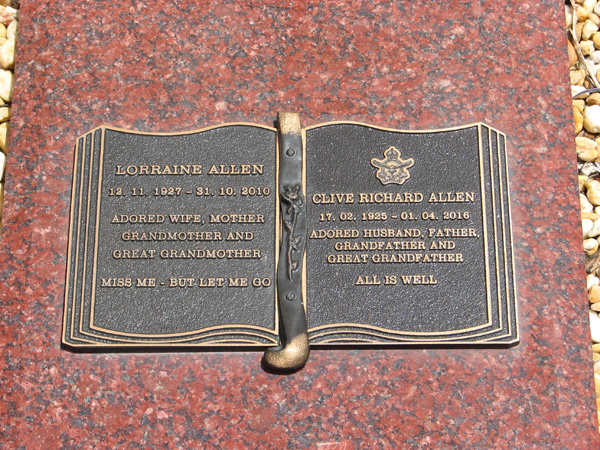 LORRAINE ALLEN
12. 11. 1927 - 31. 10: 2010
ADORED WIFE, MOTHER
GRANDMOTHER AND
GREAT GRANDMOTHER
MISS ME - BUT LET ME GO
CLIVE RICHARD ALLEN
17. 02. 1925 - 01. 04. 2016
ADORED HUSBAND, FATHER,
GRANDFATHER AND
GREAT GRANDFATHER
ALL IS WELL